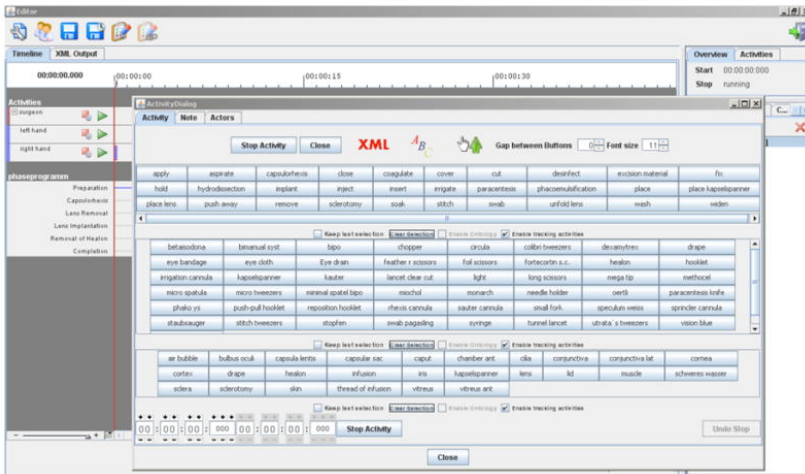 Editor
Timeline XML Output
Overview Activities
00:00:00.000 00:00:00 00:00:15 00:00:30
Start 00:00:00:000
Stop running
Activities
surgeon
left hand
right hand
phaseprogramm
Preparation
Capsulorhexis
Lens Removal
Lens Implantation
Removal of Healon
Completion
C...
ActivityDialog
Activity Note Actors
Stop Activity Close XML ABC Gap between Buttons 0 Font size 11
apply aspirate capsulorhexis close coagulate cover cut desinfect excision material fix
hold hydrodissection implant inject insert irrigate paracentesis phacoemulsification place place kapselspanner
place lens push away remove sclerotomy soak stitch swab unfold lens wash widen
Keep last selection Clear Selection Enable Ontology Enable tracking activities
betaisodona bimanual syst bipo chopper circula colibri tweezers dexamytrex drape
eye bandage eye cloth Eye drain feather r scissors foil scissors fortecortin s.c. healon hooklet
irrigation cannula kapselspanner kauter lancet clear cut light long scissors mega tip methocel
micro spatula micro tweezers minimal spatel bipo miochol monarch needle holder oertli paracentesis knife
phako ys push-pull hooklet reposition hooklet rhexis cannula sauter cannula small fork speculum weiss sprincler cannula
staubsauger stitch tweezers stopfen swab pagasling syringe tunnel lancet utrata´s tweezers vision blue
Keep last selection Clear Selection Enable Ontology Enable tracking activities
air bubble bulbus oculi capsula lentis capsular sac caput chamber ant cilia conjunctiva conjunctiva lat cornea
cortex drape healon infusion iris kapselspanner lens lid muscle schweres wasser
sclera sclerotomy skin thread of infusion vitreus vitreus ant
Keep last selection Clear Selection Enable Ontology Enable tracking activities
00 : 00 : 00 : 000 00 : 00 : 00 : 000 Stop Activity Undo Stop
Close